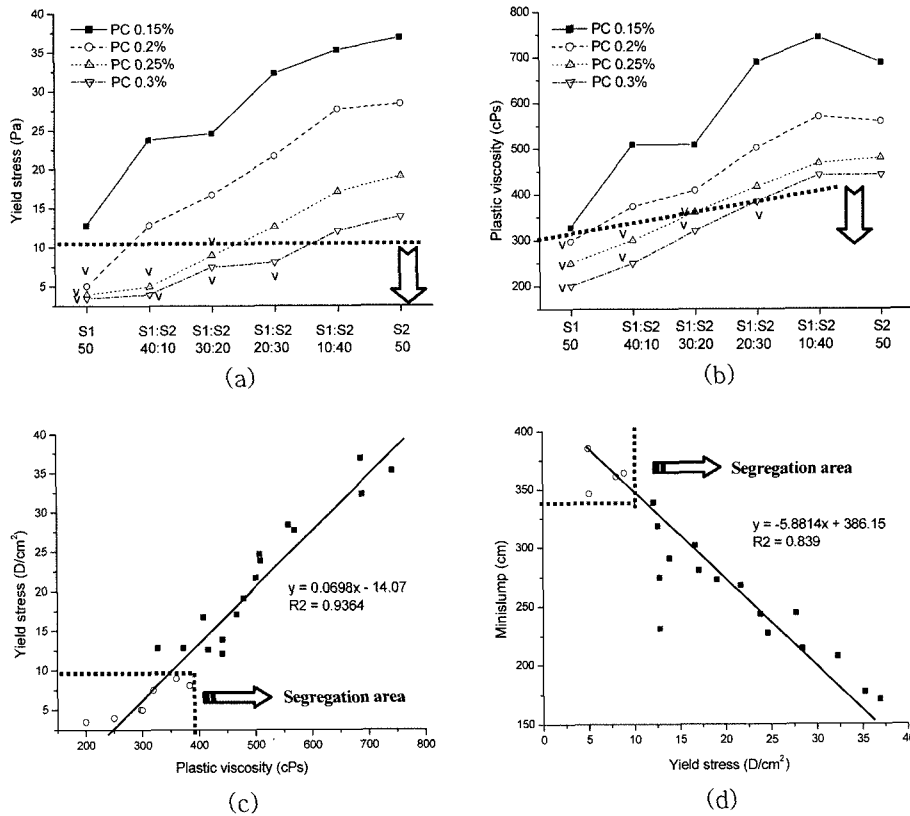 (a)
40
35
30
25
20
15
10
5
Yield stress (Pa)
PC 0.15%
PC 0.2%
PC 0.25%
PC 0.3%
v
v
v
v
v
v
v
v
v
S1 S1:S2 S1:S2 S1:S2 S1:S2 S2
50 40:10 30:20 20:30 10:40 50
(a)
(b)
800
700
600
500
400
300
200
Plastic viscosity (cPs)
PC 0.15%
PC 0.2%
PC 0.25%
PC 0.3%
v
v
v
v
v
v
v
v
S1 S1:S2 S1:S2 S1:S2 S1:S2 S2
50 40:10 30:20 20:30 10:40 50
(b)
40
35
30
25
20
15
10
5
Yield stress (D/cm²)
y = 0.0698x - 14.07
R2 = 0.9364
Segregation area
200 300 400 500 600 700 800
Plastic viscosity (cPs)
(c)
400
350
300
250
200
150
Minislump (cm)
Segregation area
y = -5.8814x + 386.15
R2 = 0.839
0 5 10 15 20 25 30 35 40
Yield stress (D/cm²)
(d)